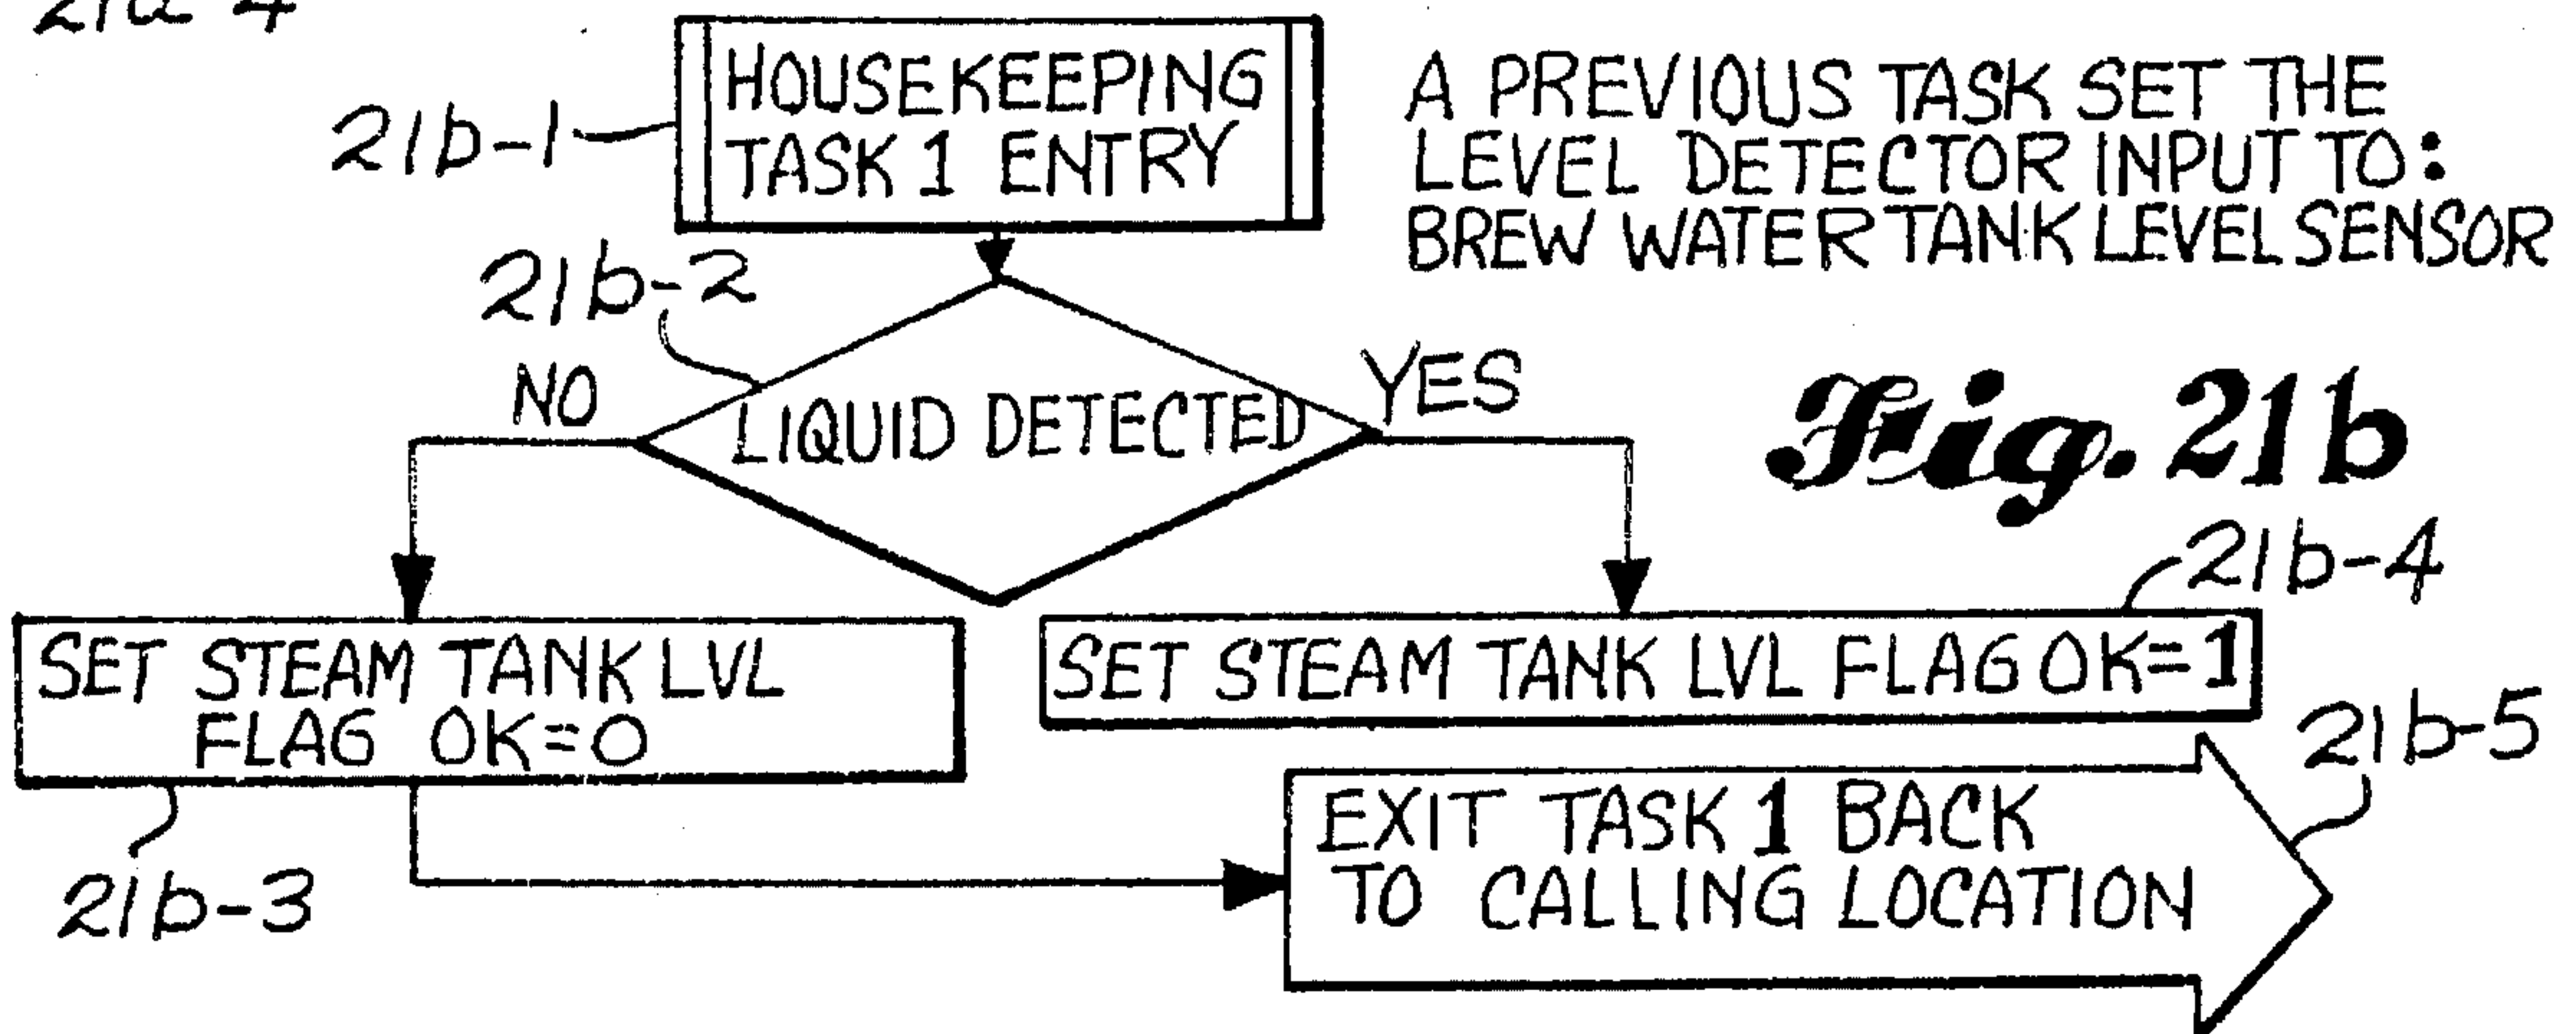 HOUSEKEEPING
TASK 1 ENTRY
21b-1
A PREVIOUS TASK SET THE
LEVEL DETECTOR INPUT TO:
BREW WATER TANK LEVEL SENSOR
21b-2
NO
LIQUID DETECTED
YES
Fig. 21b
21b-4
SET STEAM TANK LVL
FLAG OK=0
SET STEAM TANK LVL FLAG OK=1
21b-5
21b-3
EXIT TASK 1 BACK
TO CALLING LOCATION